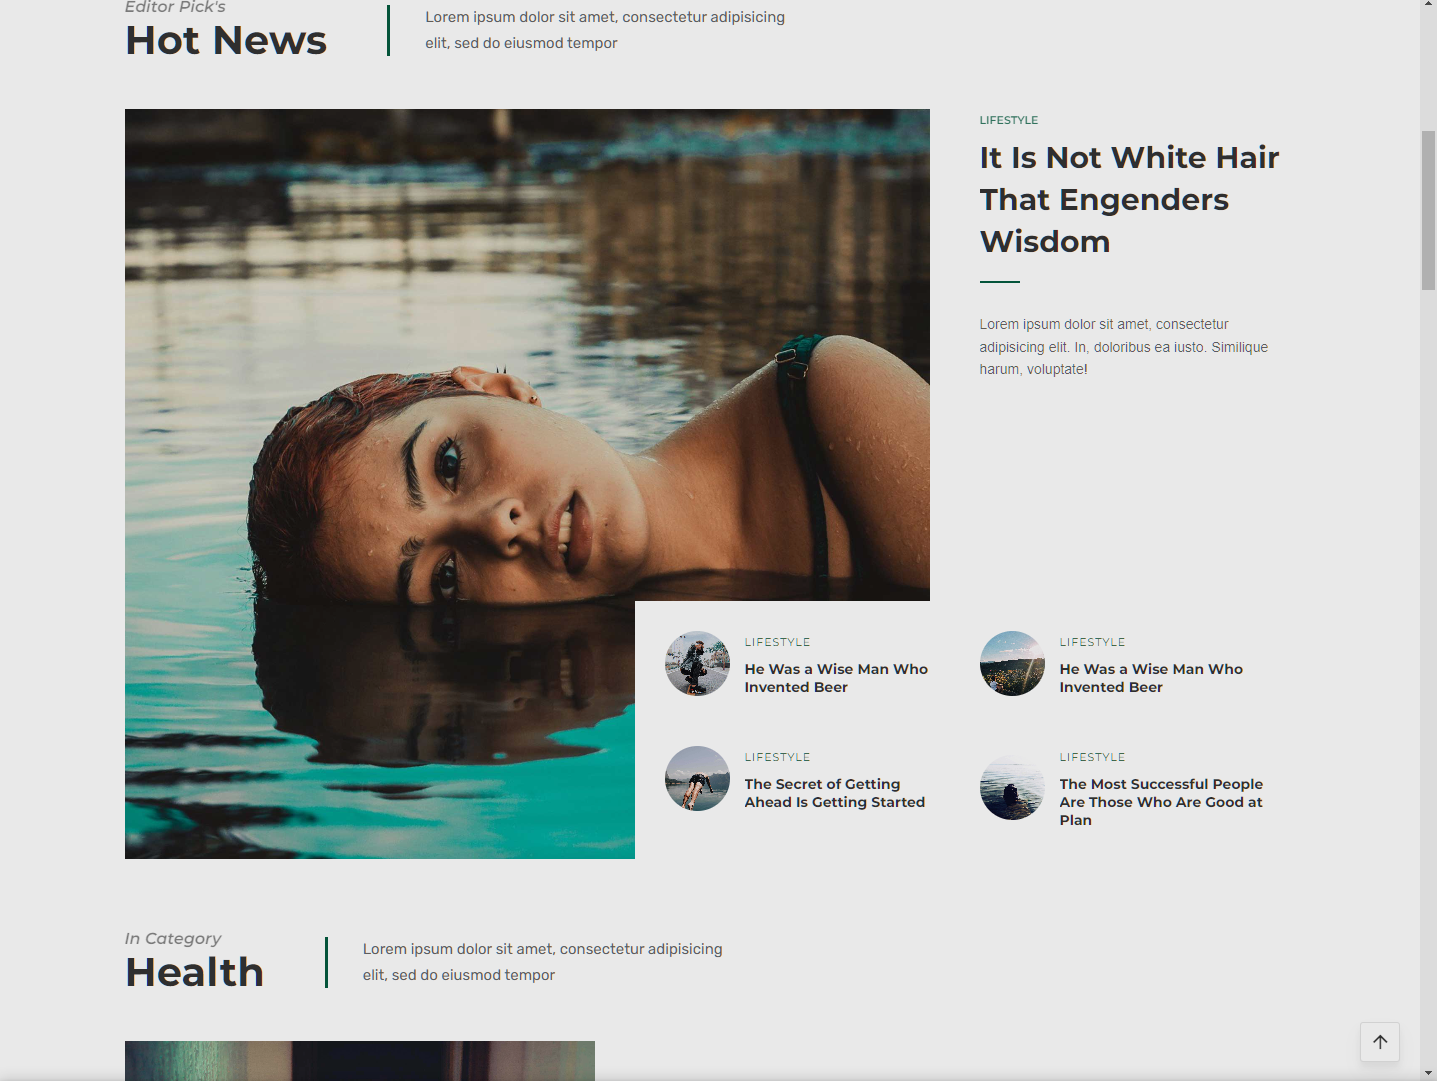 Editor Pick's
Hot News
Lorem ipsum dolor sit amet, consectetur adipisicing
elit, sed do eiusmod tempor
LIFESTYLE
It Is Not White Hair
That Engenders
Wisdom
Lorem ipsum dolor sit amet, consectetur
adipisicing elit. In, doloribus ea iusto. Similique
harum, voluptate!
LIFESTYLE
He Was a Wise Man Who
Invented Beer
LIFESTYLE
He Was a Wise Man Who
Invented Beer
LIFESTYLE
The Secret of Getting
Ahead Is Getting Started
LIFESTYLE
The Most Successful People
Are Those Who Are Good at
Plan
In Category
Health
Lorem ipsum dolor sit amet, consectetur adipisicing
elit, sed do eiusmod tempor